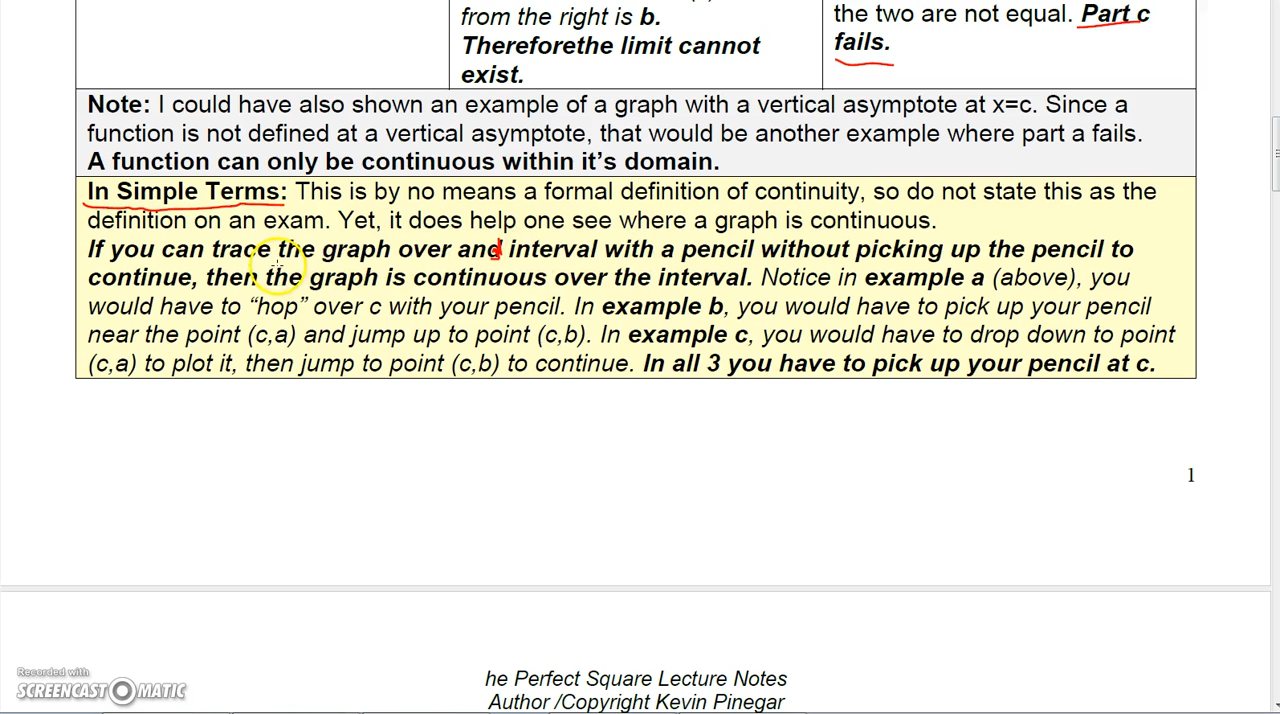 from the right is b.
Thereforethe limit cannot
exist.
the two are not equal. Part c
fails.
Note: I could have also shown an example of a graph with a vertical asymptote at x=c. Since a
function is not defined at a vertical asymptote, that would be another example where part a fails.
A function can only be continuous within it's domain.
In Simple Terms: This is by no means a formal definition of continuity, so do not state this as the
definition on an exam. Yet, it does help one see where a graph is continuous.
If you can trace the graph over and interval with a pencil without picking up the pencil to
continue, then the graph is continuous over the interval. Notice in example a (above), you
would have to “hop” over c with your pencil. In example b, you would have to pick up your pencil
near the point (c,a) and jump up to point (c,b). In example c, you would have to drop down to point
(c,a) to plot it, then jump to point (c,b) to continue. In all 3 you have to pick up your pencil at c.
1
he Perfect Square Lecture Notes
Author /Copyright Kevin Pinegar
Recorded with
SCREENCAST MATIC